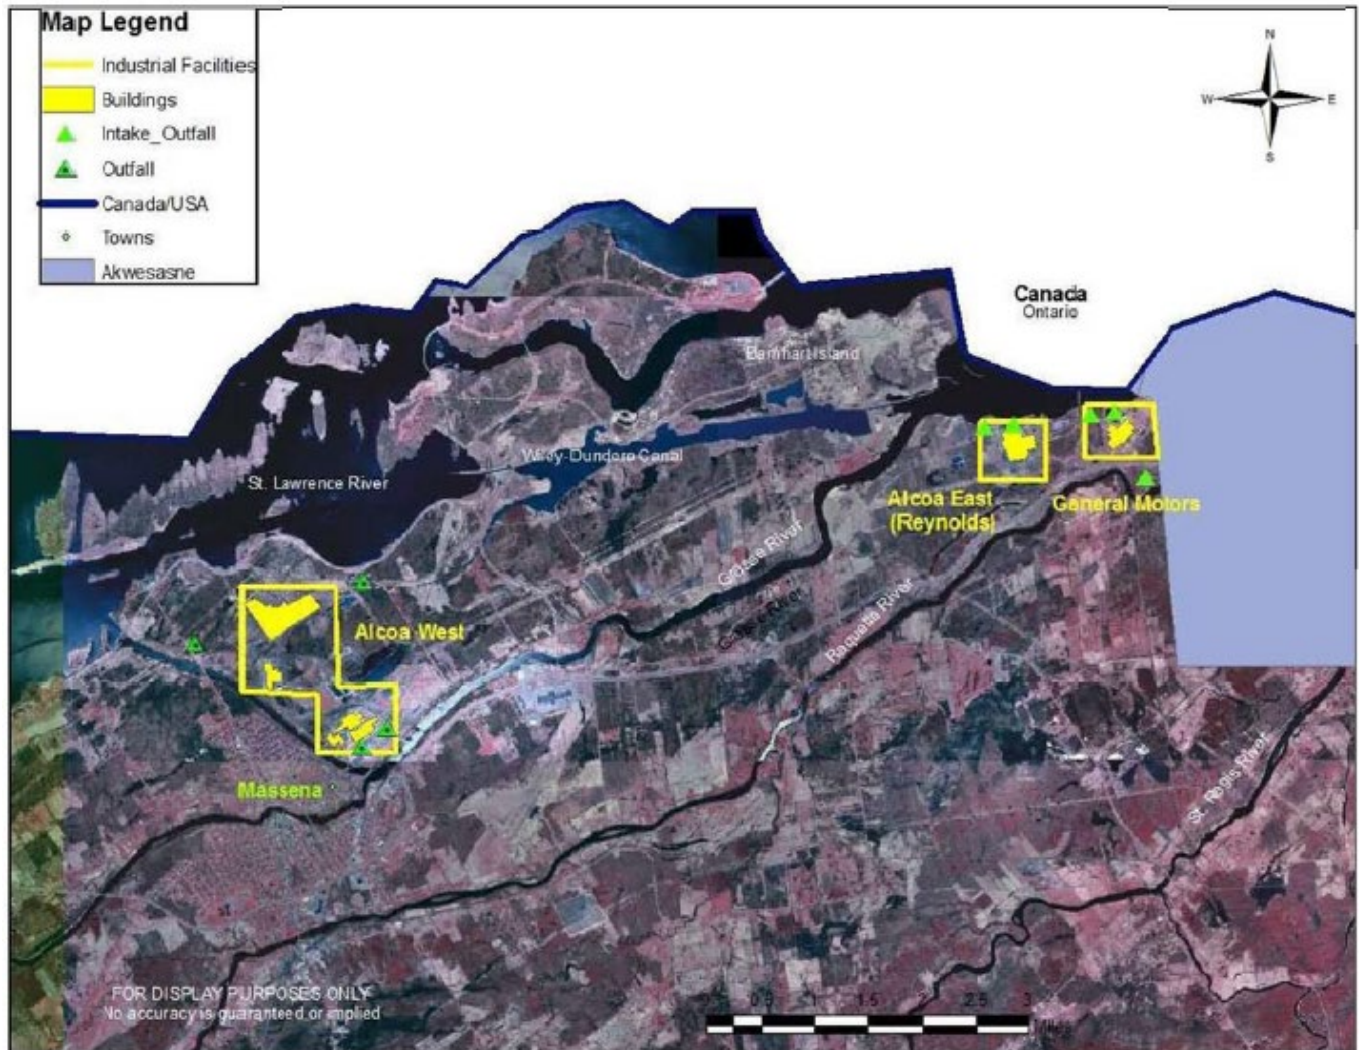 Map Legend
Industrial Facilities
Buildings
Intake_Outfall
Outfall
Canada/USA
Towns
Akwesasne
N
W
E
S
Canada
Ontario
Barnhart Island
Wiley-Dundero Canal
St. Lawrence River
Alcoa East
(Reynolds)
General Motors
Grasse River
Raquette River
Alcoa West
Massena
St. Regis River
FOR DISPLAY PURPOSES ONLY
No accuracy is guaranteed or implied
0.5 1 1.5 2 2.5 3
Miles